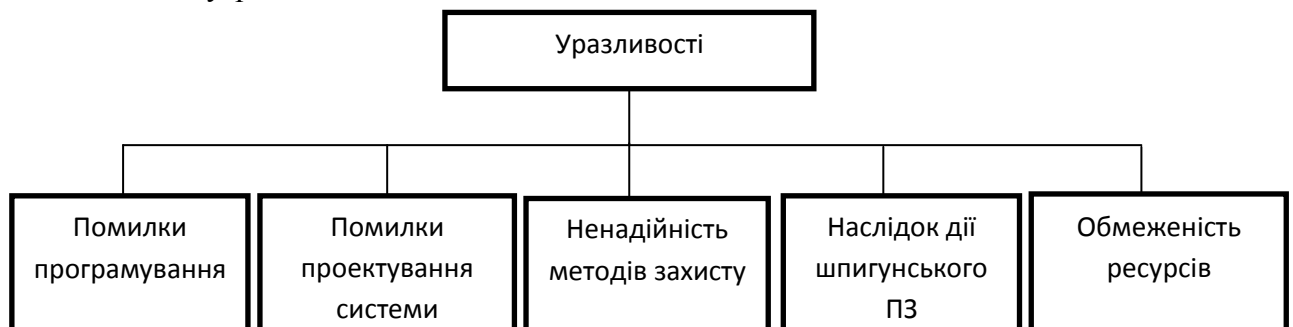 Уразливості
Помилки
програмування
Помилки
проектування
системи
Ненадійність
методів захисту
Наслідок дії
шпигунського
ПЗ
Обмеженість
ресурсів